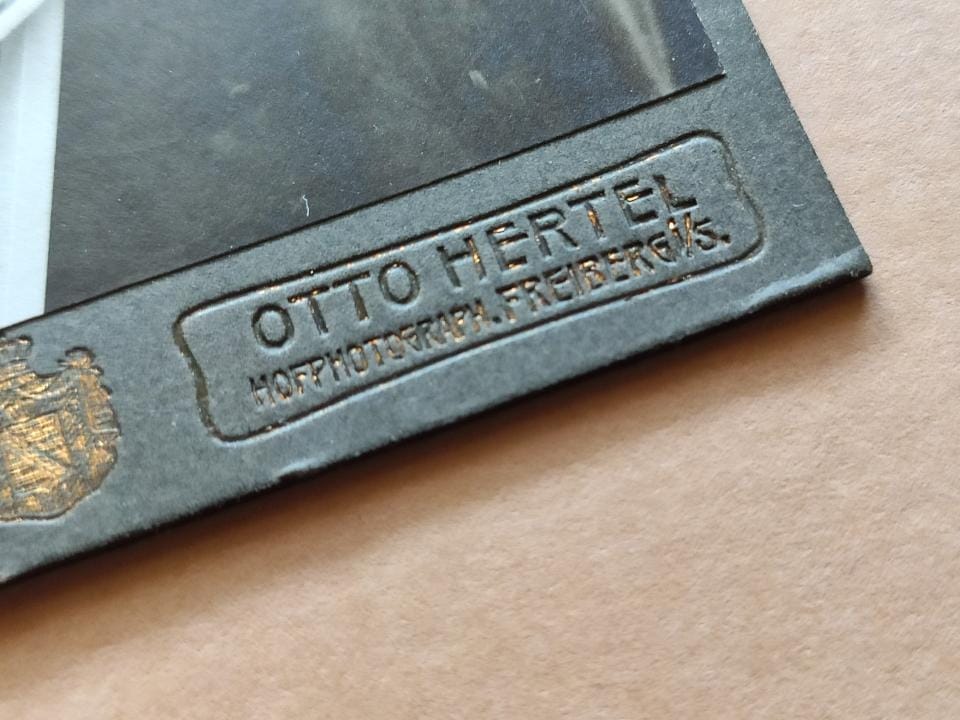 OTTO HERTEL
HOFPHOTOGRAPH. FREIBERG I/S.